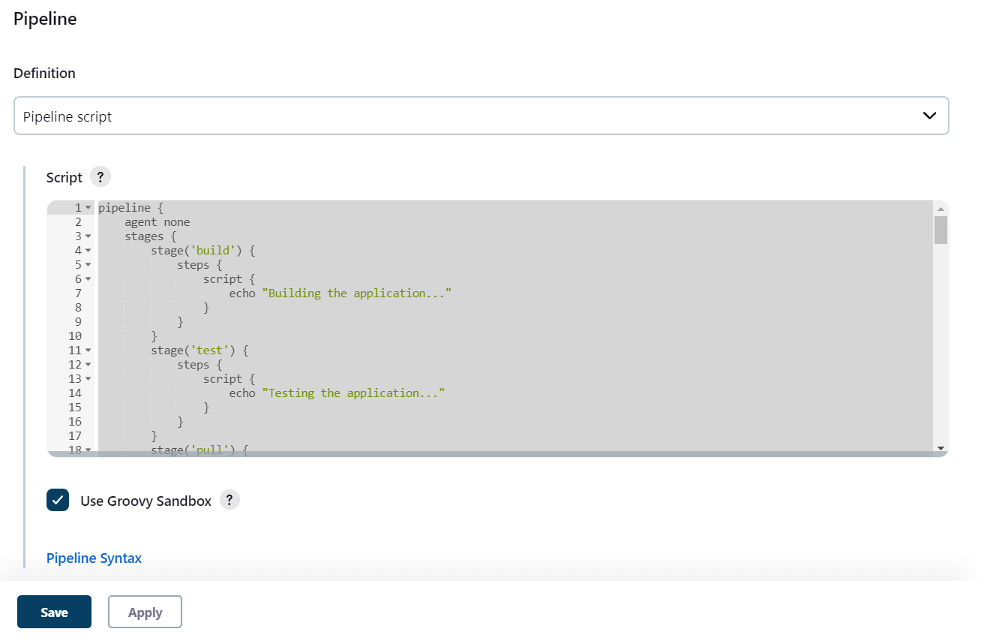 Pipeline
Definition
Pipeline script
Script ?
1 pipeline {
2     agent none
3     stages {
4         stage('build') {
5             steps {
6                 script {
7                     echo "Building the application..."
8                 }
9             }
10         }
11         stage('test') {
12             steps {
13                 script {
14                     echo "Testing the application..."
15                 }
16             }
17         }
18         stage('pull') {
Use Groovy Sandbox ?
Pipeline Syntax
Save Apply